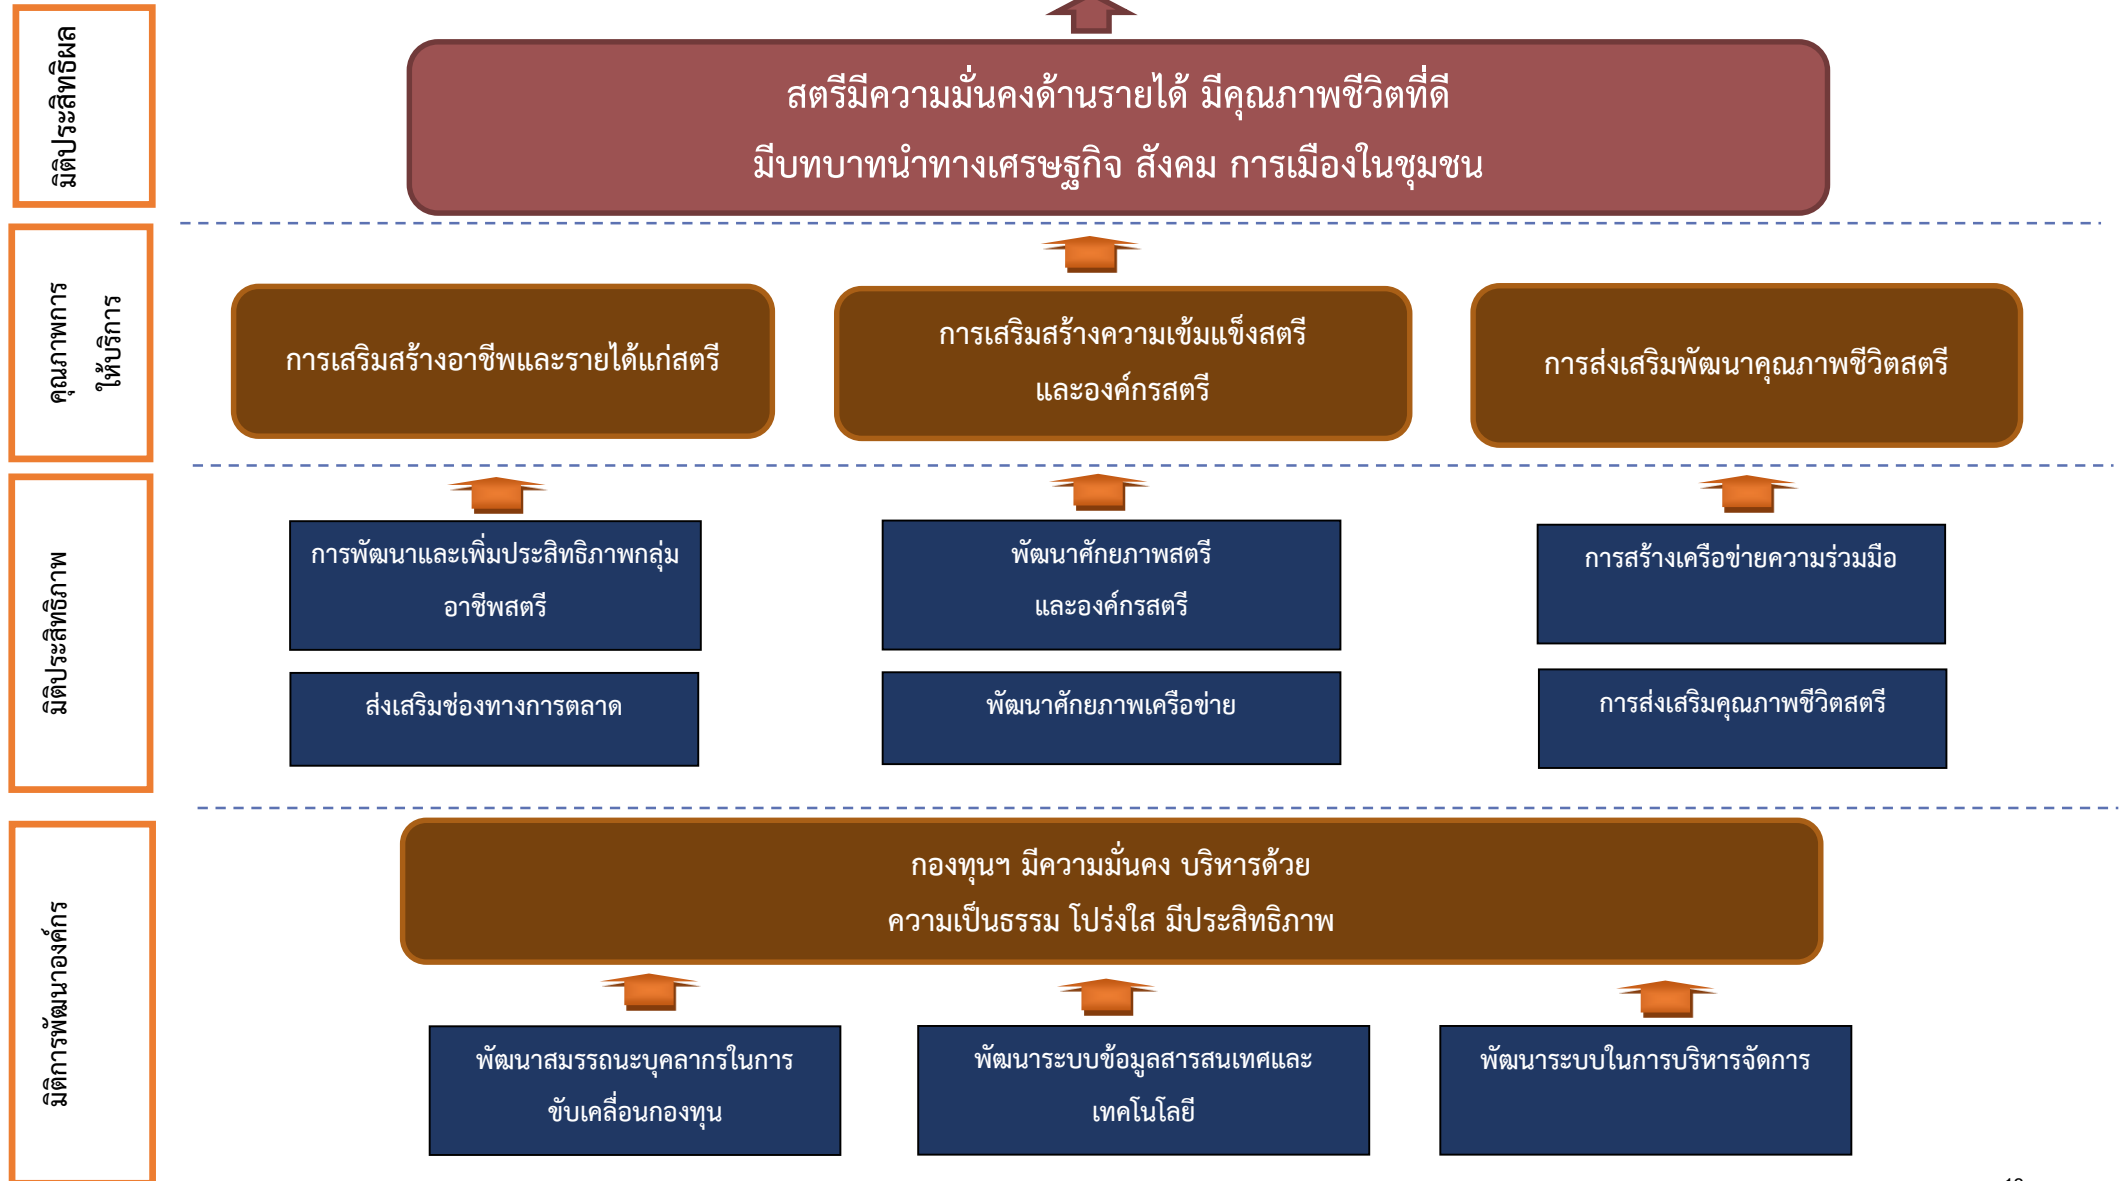 มิติประสิทธิผล
สตรีมีความมั่นคงด้านรายได้ มีคุณภาพชีวิตที่ดี
มีบทบาทนำทางเศรษฐกิจ สังคม การเมืองในชุมชน
คุณภาพการ
ให้บริการ
การเสริมสร้างอาชีพและรายได้แก่สตรี
การเสริมสร้างความเข้มแข็งสตรี
และองค์กรสตรี
การส่งเสริมพัฒนาคุณภาพชีวิตสตรี
มิติประสิทธิภาพ
การพัฒนาและเพิ่มประสิทธิภาพกลุ่ม
อาชีพสตรี
พัฒนาศักยภาพสตรี
และองค์กรสตรี
การสร้างเครือข่ายความร่วมมือ
ส่งเสริมช่องทางการตลาด
พัฒนาศักยภาพเครือข่าย
การส่งเสริมคุณภาพชีวิตสตรี
มิติการพัฒนาองค์กร
กองทุนฯ มีความมั่นคง บริหารด้วย
ความเป็นธรรม โปร่งใส มีประสิทธิภาพ
พัฒนาสมรรถนะบุคลากรในการ
ขับเคลื่อนกองทุน
พัฒนาระบบข้อมูลสารสนเทศและ
เทคโนโลยี
พัฒนาระบบในการบริหารจัดการ